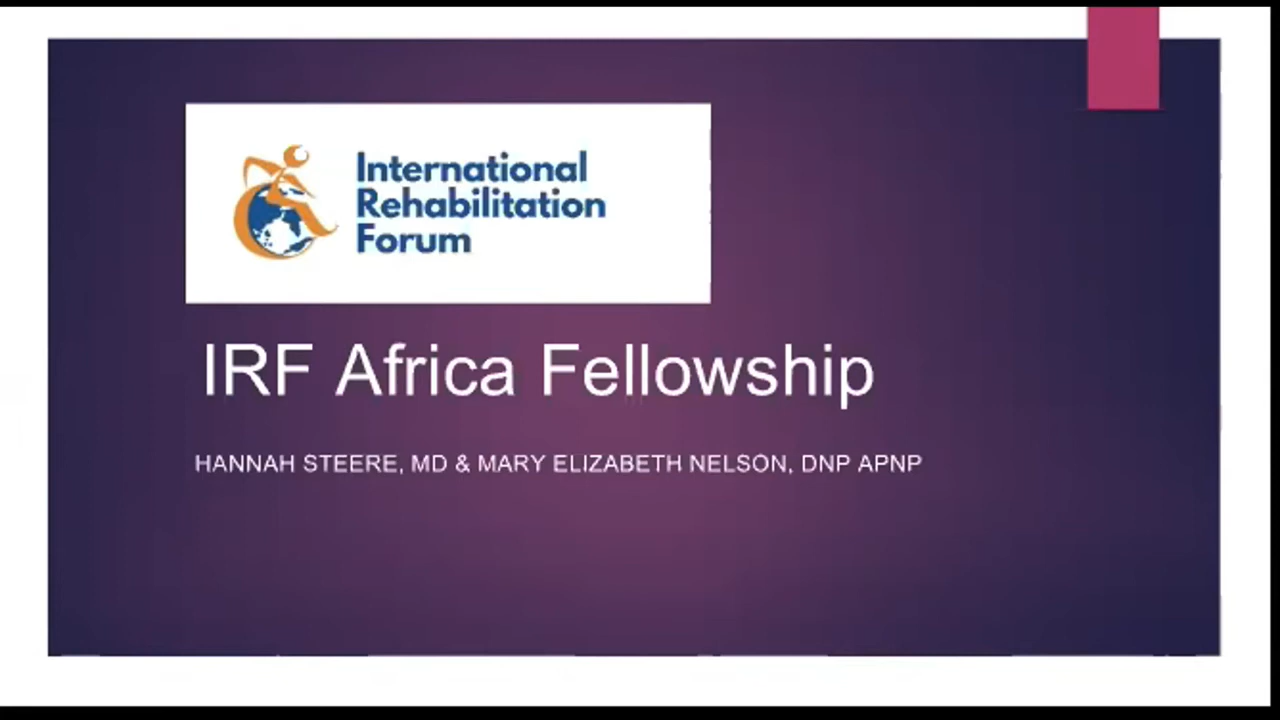 International
Rehabilitation
Forum
IRF Africa Fellowship
HANNAH STEERE, MD & MARY ELIZABETH NELSON, DNP APNP